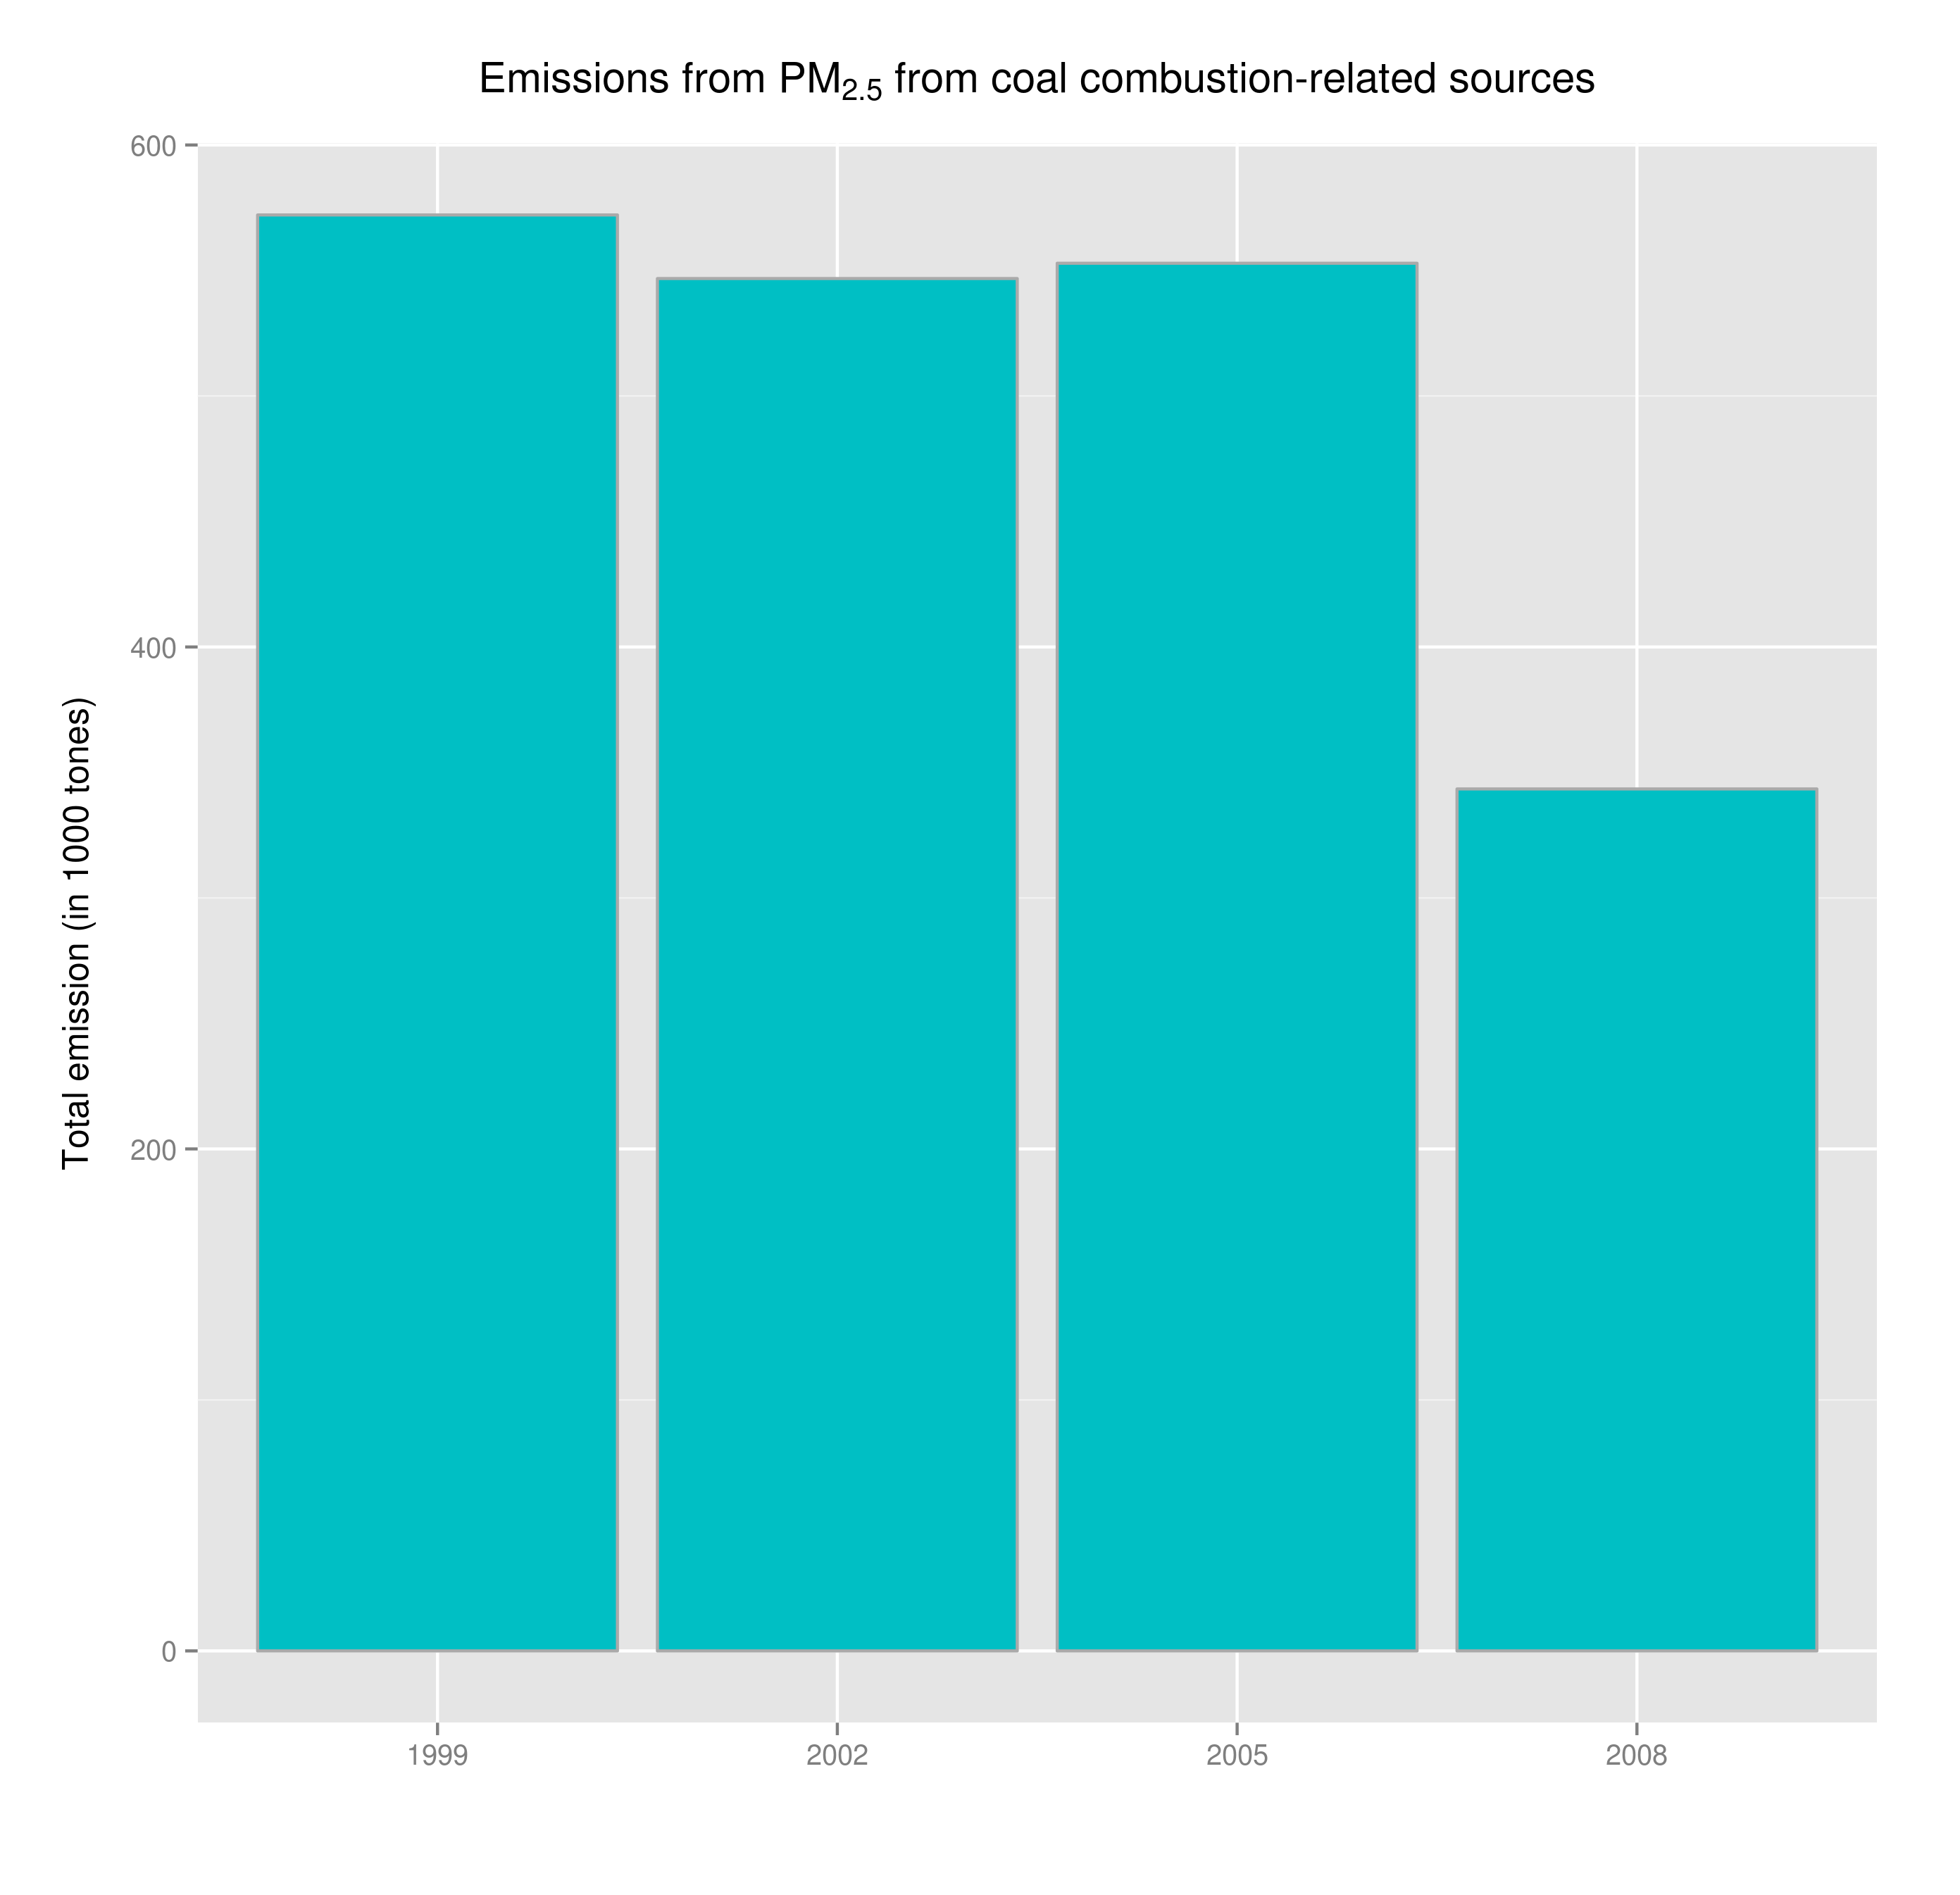 Emissions from PM2.5 from coal combustion-related sources
Total emission (in 1000 tones)
600
400
200
0
1999 2002 2005 2008